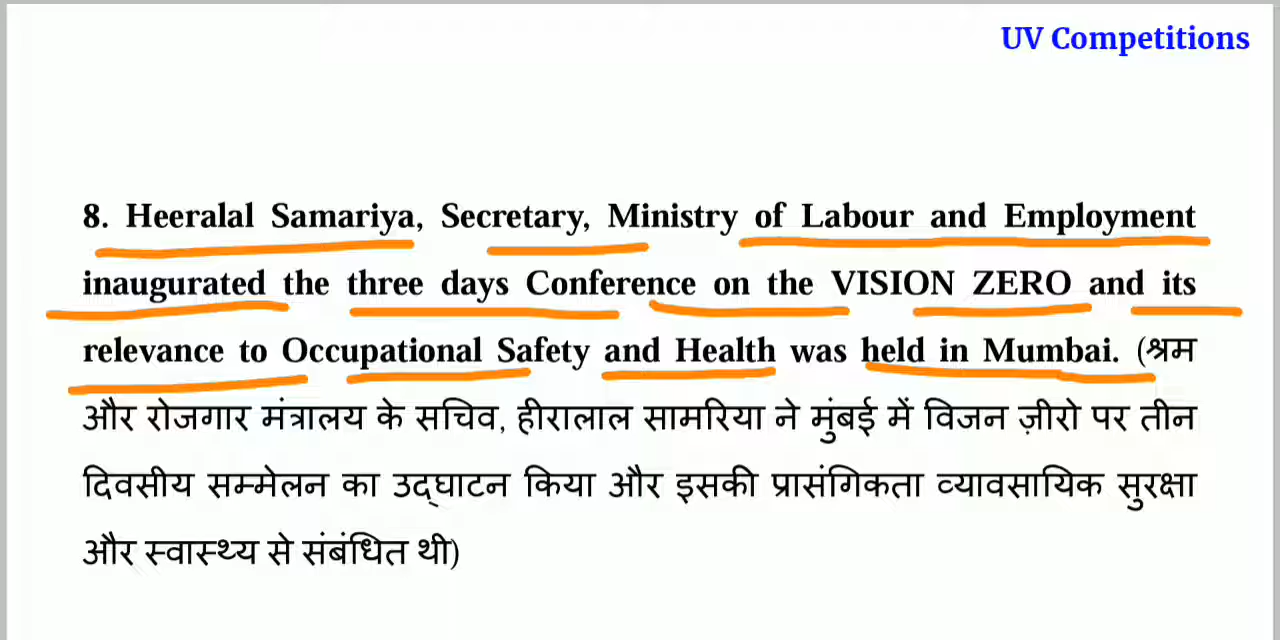 UV Competitions
8. Heeralal Samariya, Secretary, Ministry of Labour and Employment
inaugurated the three days Conference on the VISION ZERO and its
relevance to Occupational Safety and Health was held in Mumbai. (श्रम
और रोजगार मंत्रालय के सचिव, हीरालाल सामरिया ने मुंबई में विजन ज़ीरो पर तीन
दिवसीय सम्मेलन का उद्घाटन किया और इसकी प्रासंगिकता व्यावसायिक सुरक्षा
और स्वास्थ्य से संबंधित थी)